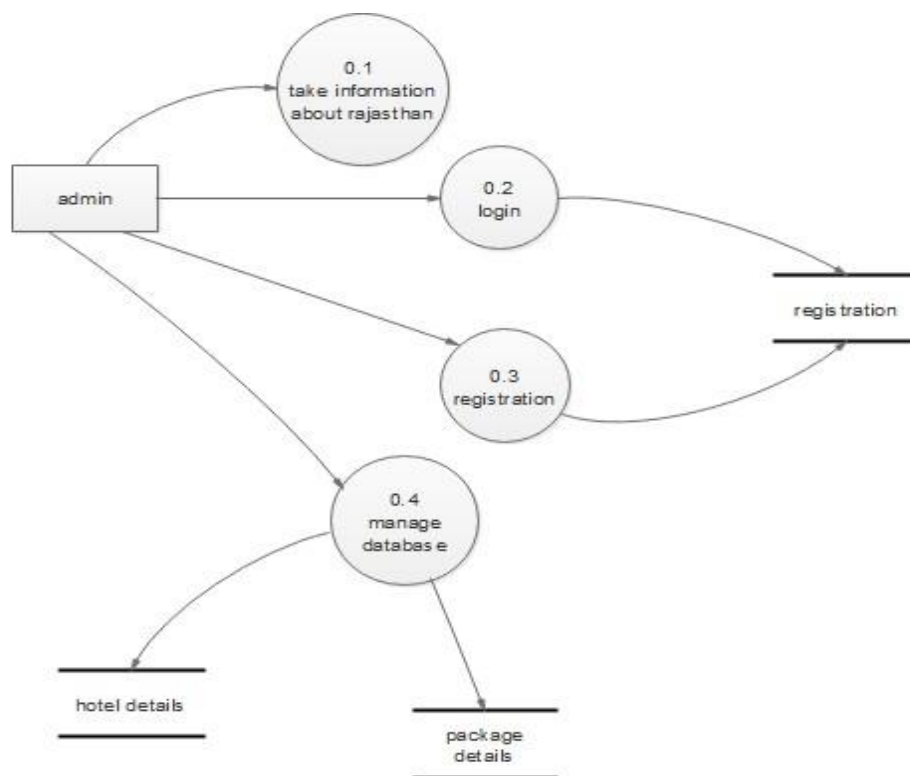 0.1
take information
about rajasthan
admin
0.2
login
registration
0.3
registration
0.4
manage
database
hotel details
package
details